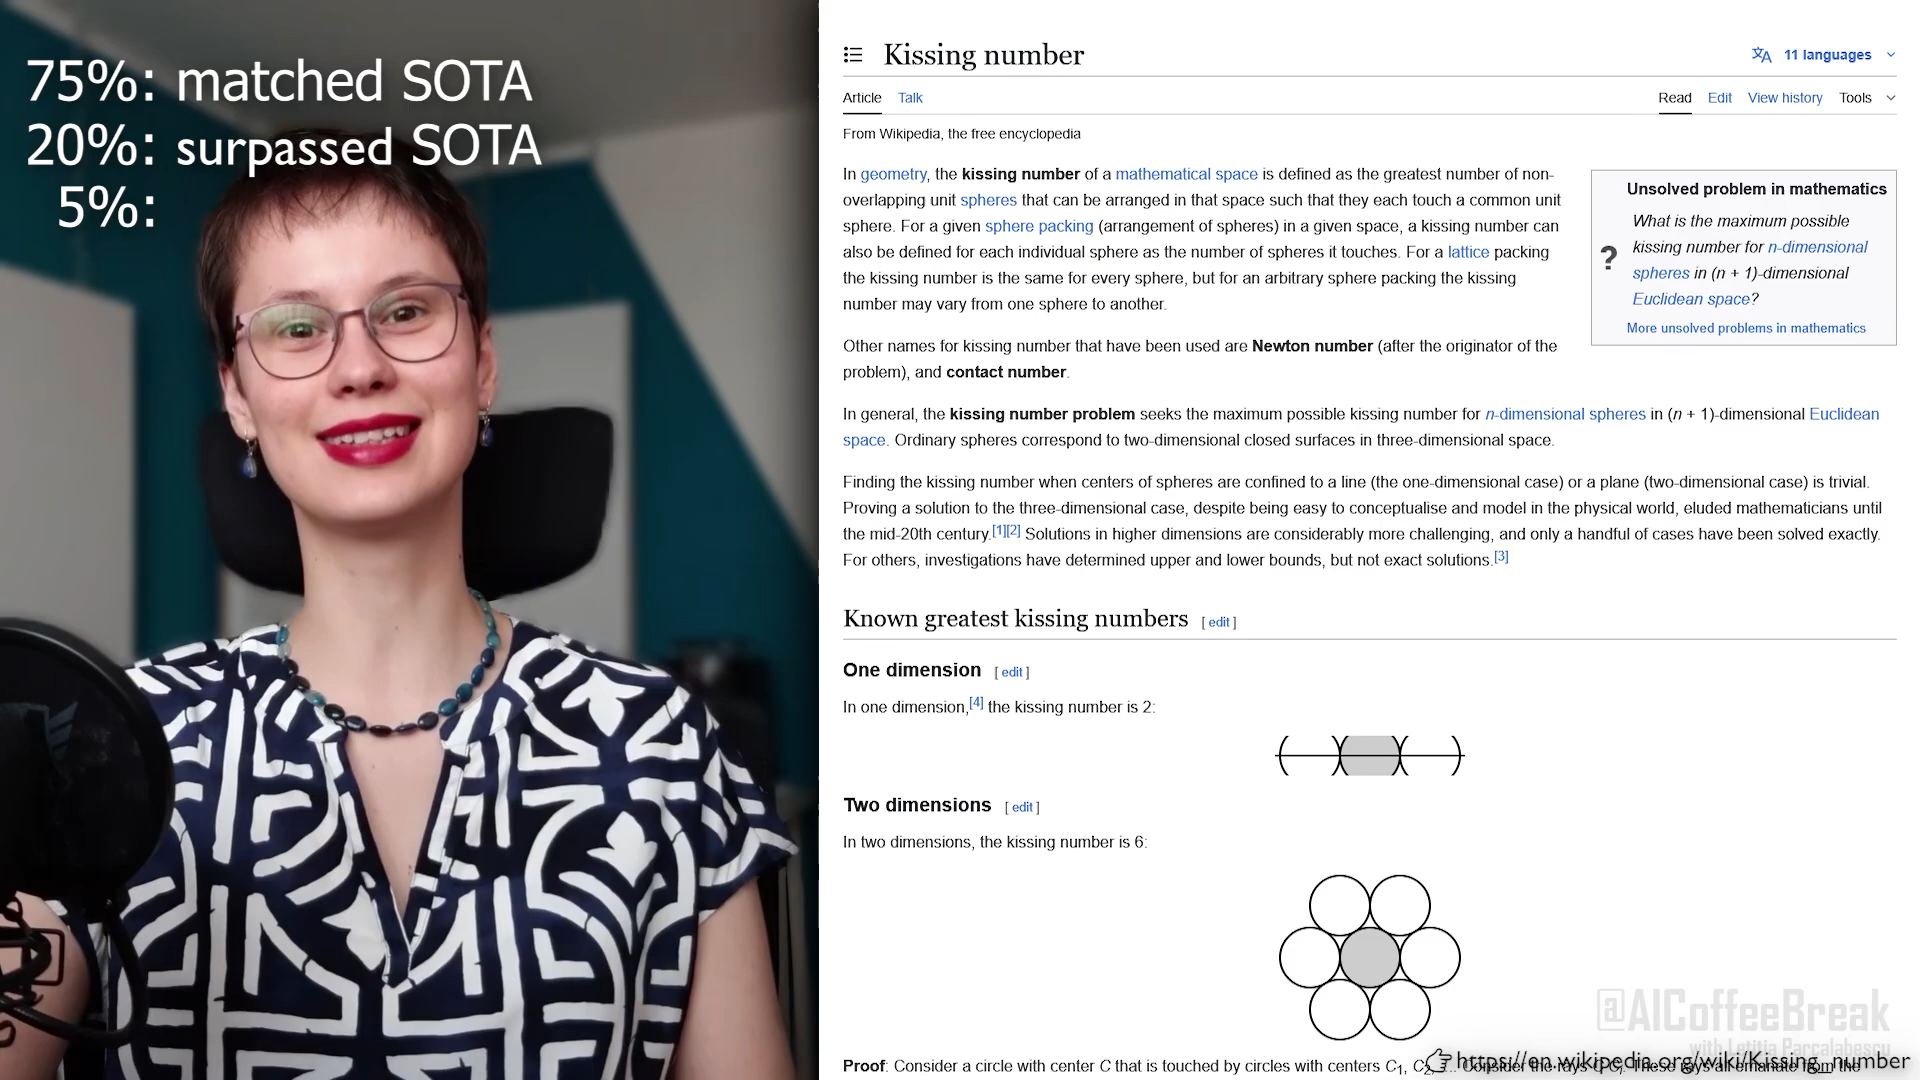 75%: matched SOTA
20%: surpassed SOTA
5%:
Kissing number
11 languages
Article Talk
Read Edit View history Tools
From Wikipedia, the free encyclopedia
In geometry, the kissing number of a mathematical space is defined as the greatest number of non-
overlapping unit spheres that can be arranged in that space such that they each touch a common unit
sphere. For a given sphere packing (arrangement of spheres) in a given space, a kissing number can
also be defined for each individual sphere as the number of spheres it touches. For a lattice packing
the kissing number is the same for every sphere, but for an arbitrary sphere packing the kissing
number may vary from one sphere to another.
Unsolved problem in mathematics
?
What is the maximum possible
kissing number for n-dimensional
spheres in (n + 1)-dimensional
Euclidean space?
More unsolved problems in mathematics
Other names for kissing number that have been used are Newton number (after the originator of the
problem), and contact number.
In general, the kissing number problem seeks the maximum possible kissing number for n-dimensional spheres in (n + 1)-dimensional Euclidean
space. Ordinary spheres correspond to two-dimensional closed surfaces in three-dimensional space.
Finding the kissing number when centers of spheres are confined to a line (the one-dimensional case) or a plane (two-dimensional case) is trivial.
Proving a solution to the three-dimensional case, despite being easy to conceptualise and model in the physical world, eluded mathematicians until
the mid-20th century.[1][2] Solutions in higher dimensions are considerably more challenging, and only a handful of cases have been solved exactly.
For others, investigations have determined upper and lower bounds, but not exact solutions.[3]
Known greatest kissing numbers [ edit ]
One dimension [ edit ]
In one dimension,[4] the kissing number is 2:
Two dimensions [ edit ]
In two dimensions, the kissing number is 6:
@AICoffeeBreak
with Letitia Parcalabescu
Proof: Consider a circle with center C that is touched by circles with centers C1, C2,
https://en.wikipedia.org/wiki/Kissing_number